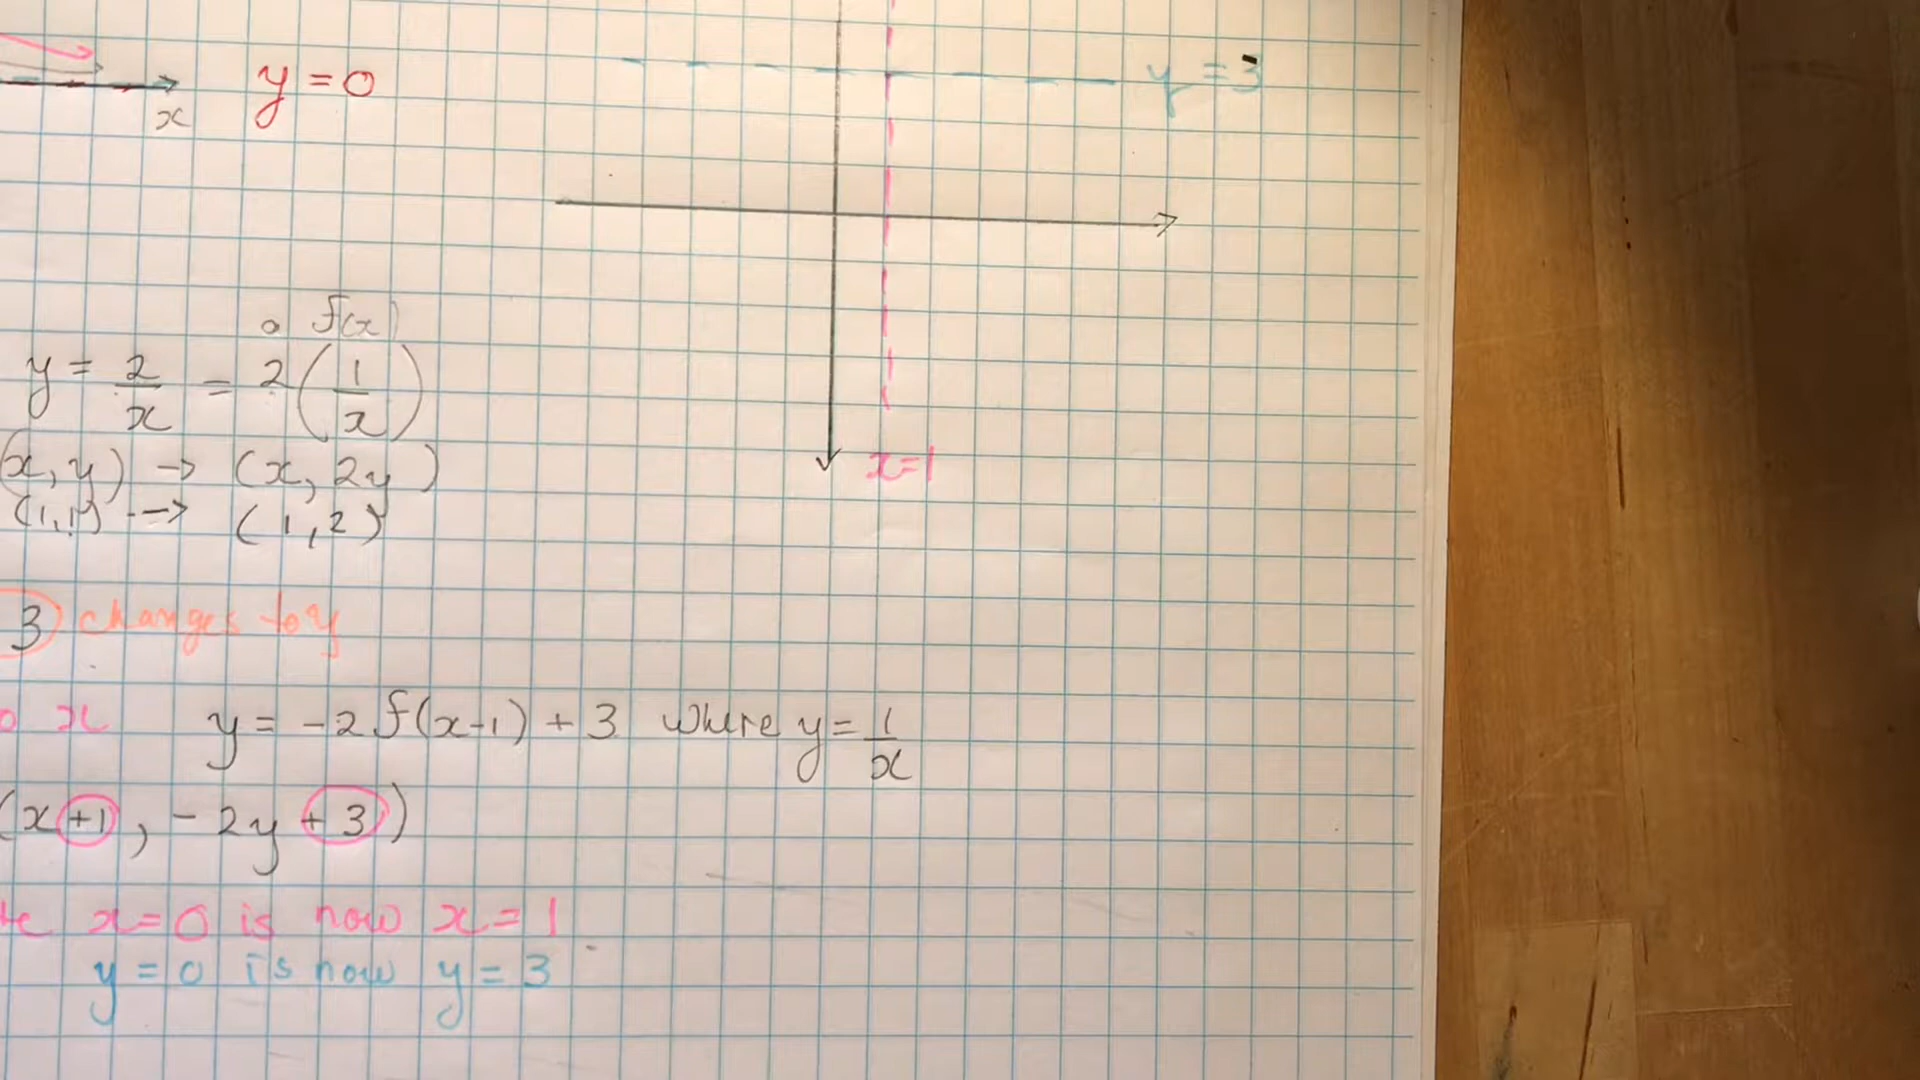 y = 0
x
y = 3
x=1
a f(x)
y = 2/x = 2(1/x)
(x, y) → (x, 2y)
(1,1) → (1, 2)
3 changes to y
o x
y = -2f(x-1) + 3 where y = 1/x
(x+1, -2y + 3)
te x=0 is now x=1
y=0 is now y=3